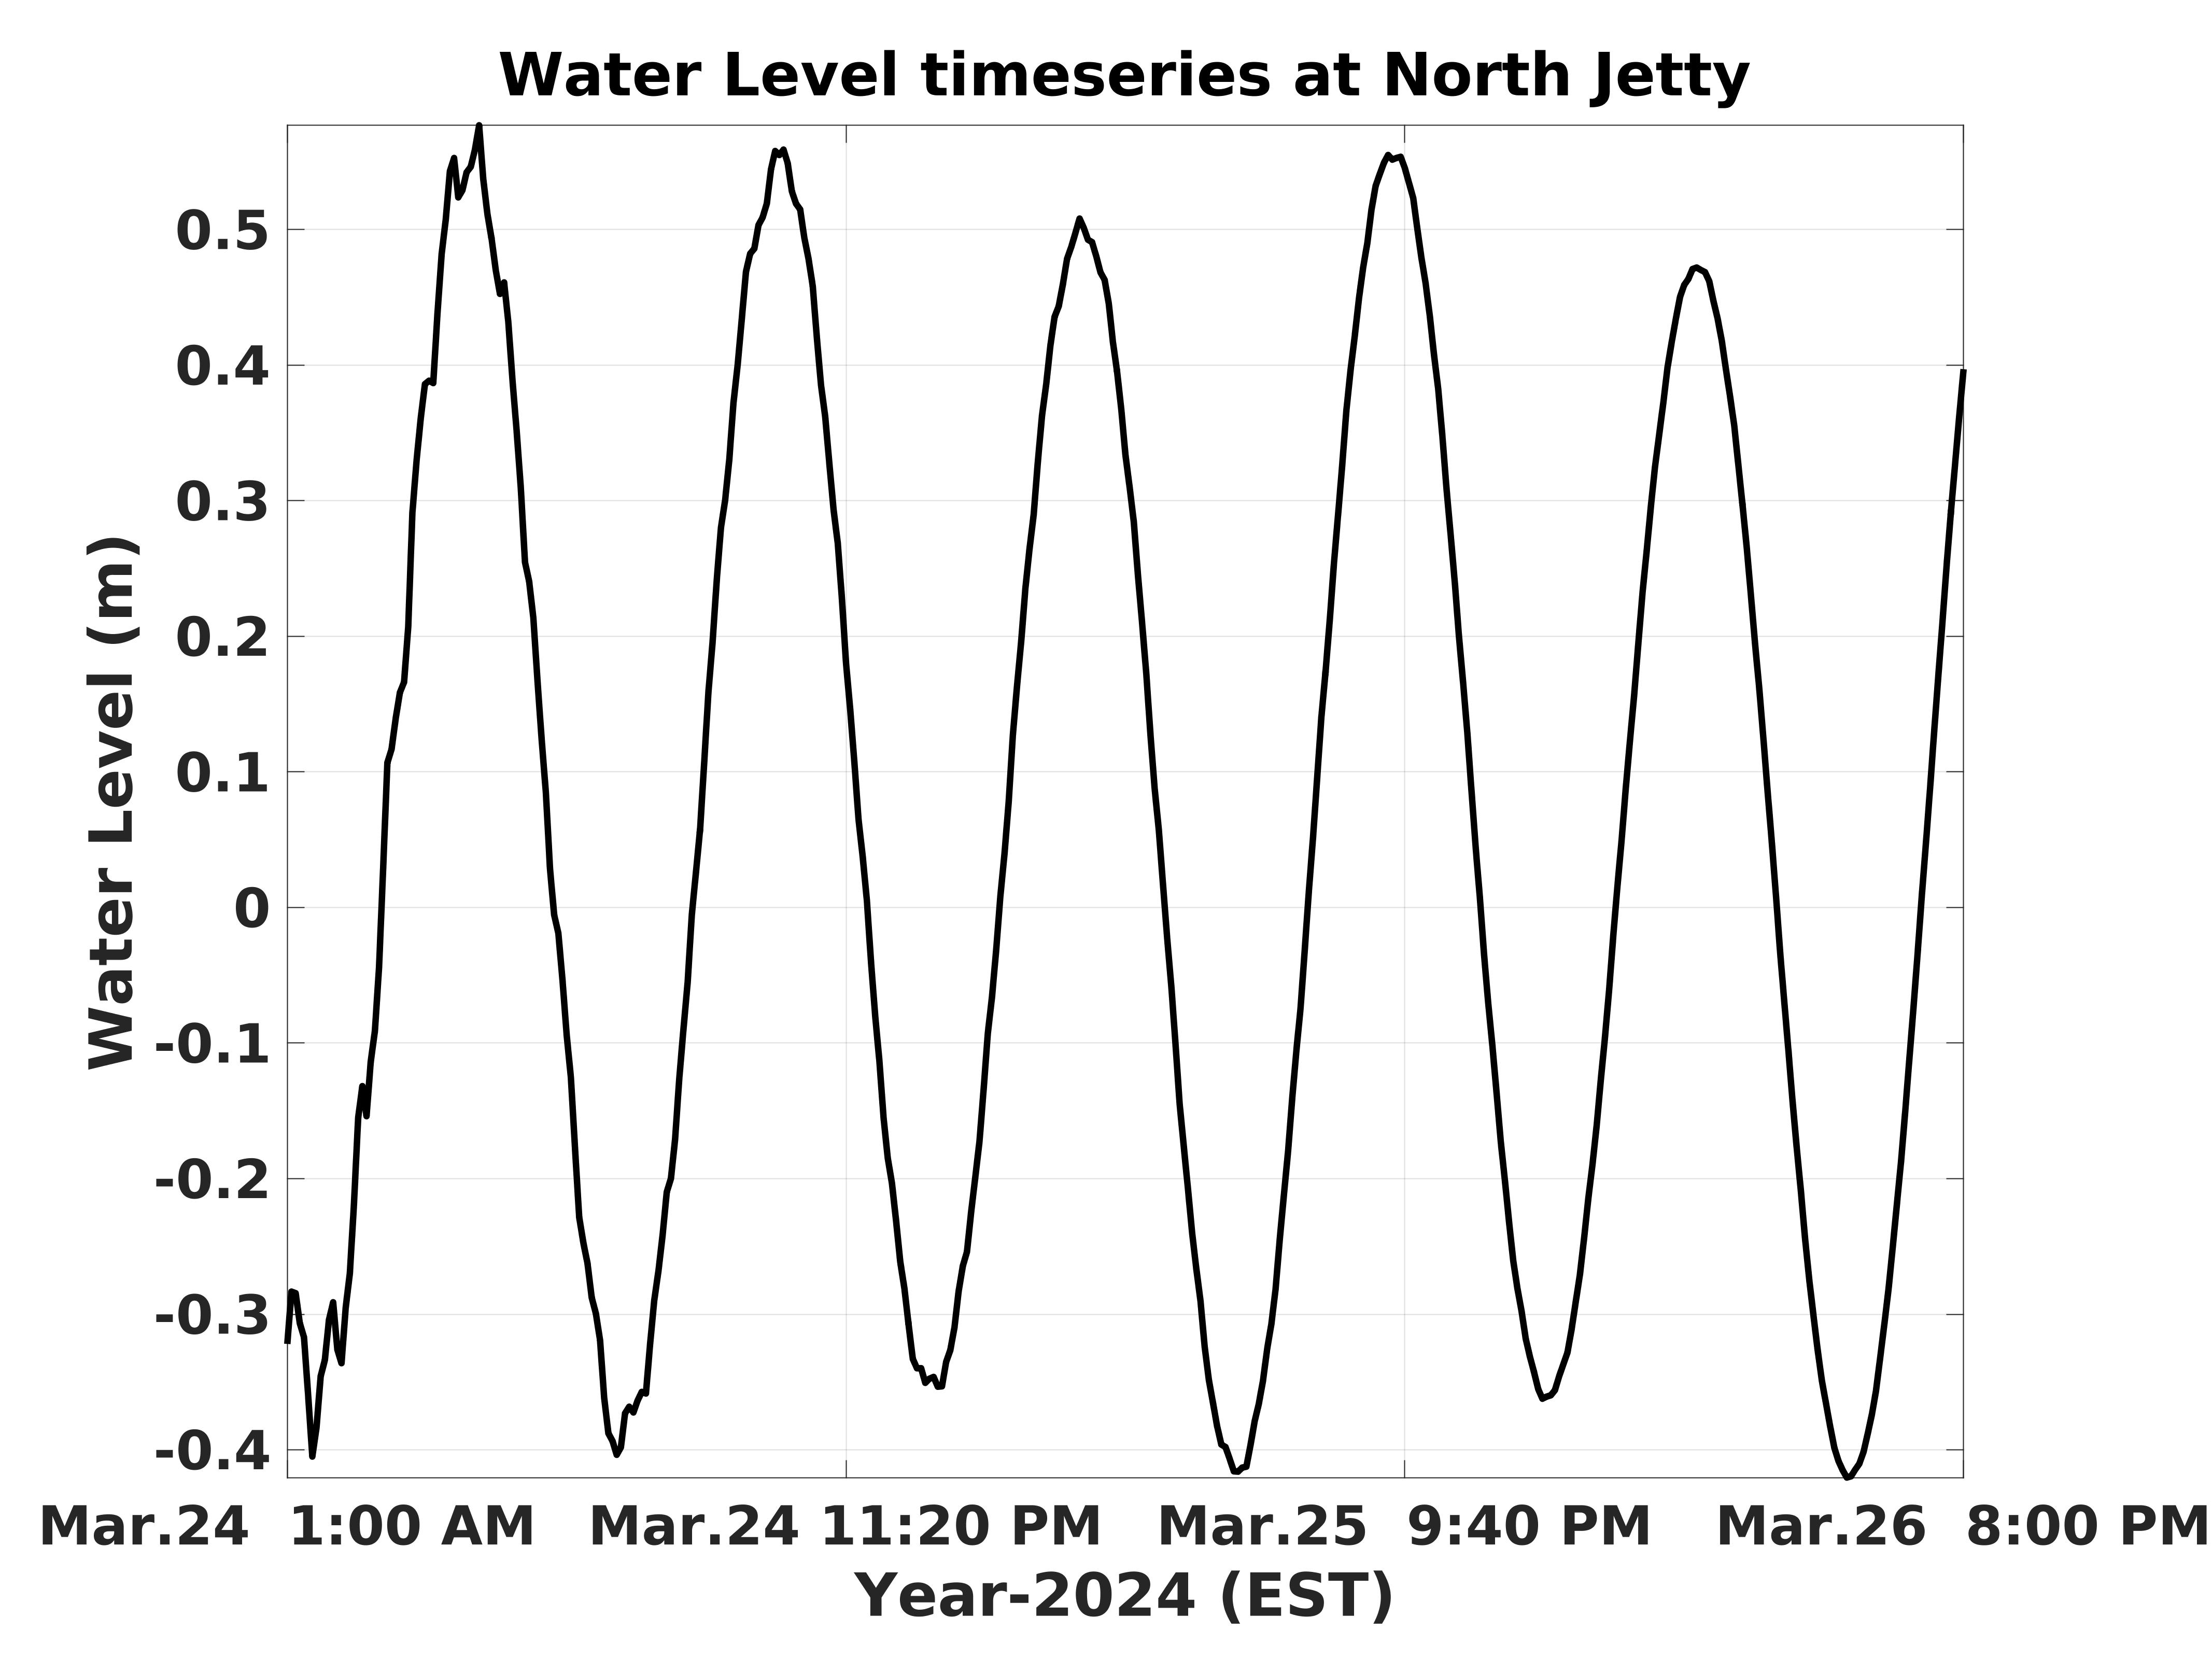 Water Level timeseries at North Jetty
Water Level (m)
0.5
0.4
0.3
0.2
0.1
0
-0.1
-0.2
-0.3
-0.4
Mar.24 1:00 AM Mar.24 11:20 PM Mar.25 9:40 PM Mar.26 8:00 PM
Year-2024 (EST)